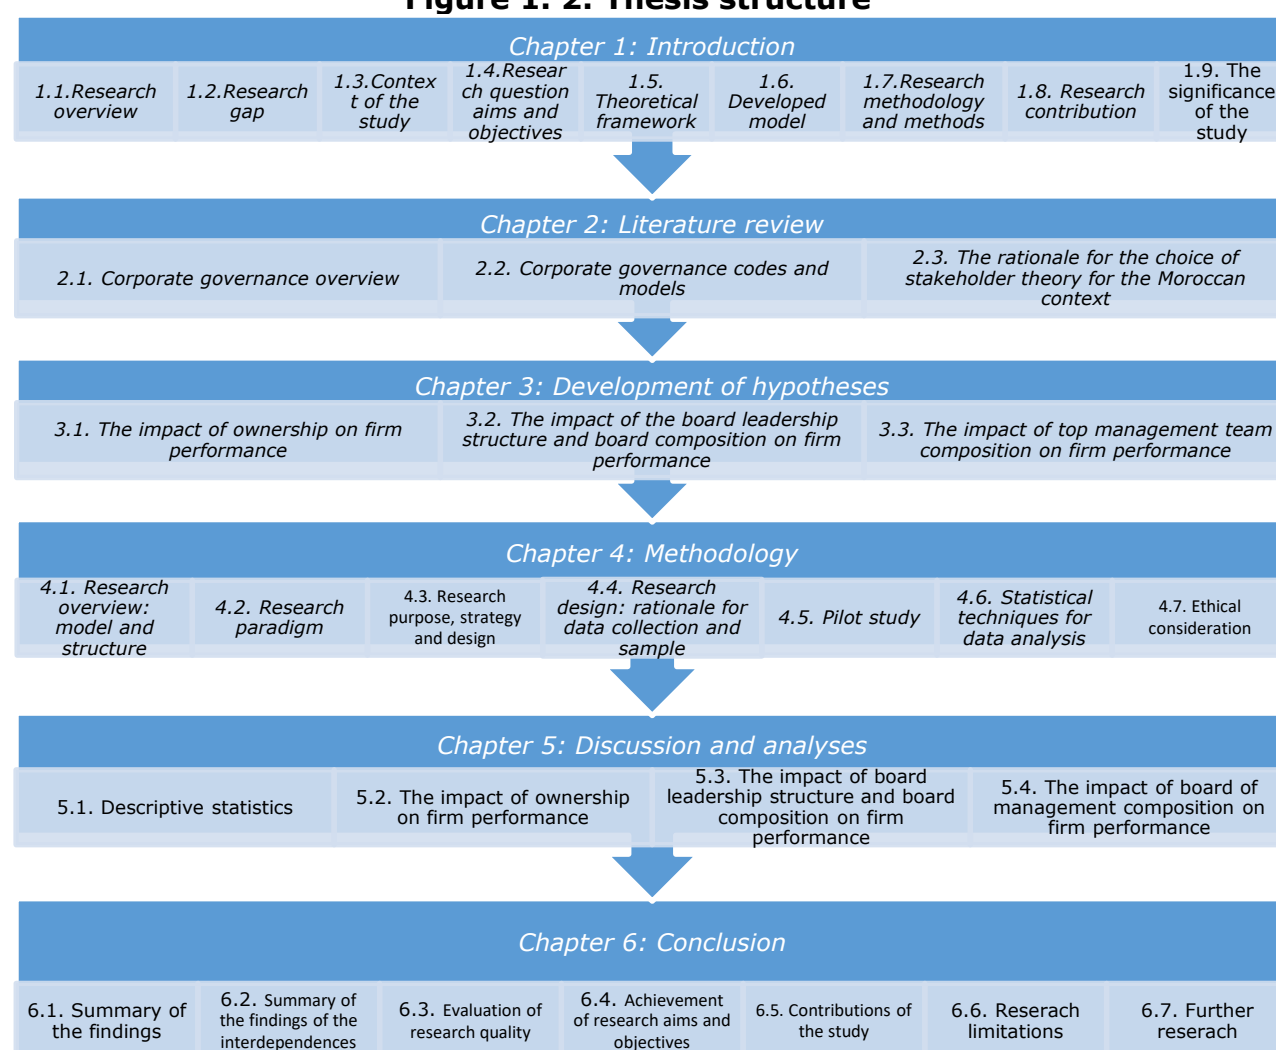 Figure 1. 2. Thesis structure
Chapter 1: Introduction
1.1.Research
overview
1.2.Research
gap
1.3.Contex
t of the
study
1.4.Resear
ch question
aims and
objectives
1.5.
Theoretical
framework
1.6.
Developed
model
1.7.Research
methodology
and methods
1.8. Research
contribution
1.9. The
significance
of the
study
Chapter 2: Literature review
2.1. Corporate governance overview
2.2. Corporate governance codes and
models
2.3. The rationale for the choice of
stakeholder theory for the Moroccan
context
Chapter 3: Development of hypotheses
3.1. The impact of ownership on firm
performance
3.2. The impact of the board leadership
structure and board composition on firm
performance
3.3. The impact of top management team
composition on firm performance
Chapter 4: Methodology
4.1. Research
overview:
model and
structure
4.2. Research
paradigm
4.3. Research
purpose, strategy
and design
4.4. Research
design: rationale for
data collection and
sample
4.5. Pilot study
4.6. Statistical
techniques for
data analysis
4.7. Ethical
consideration
Chapter 5: Discussion and analyses
5.1. Descriptive statistics
5.2. The impact of ownership
on firm performance
5.3. The impact of board
leadership structure and board
composition on firm
performance
5.4. The impact of board of
management composition on
firm performance
Chapter 6: Conclusion
6.1. Summary of
the findings
6.2. Summary of
the findings of the
interdependences
6.3. Evaluation of
research quality
6.4. Achievement
of research aims and
objectives
6.5. Contributions of
the study
6.6. Reserach
limitations
6.7. Further
reserach